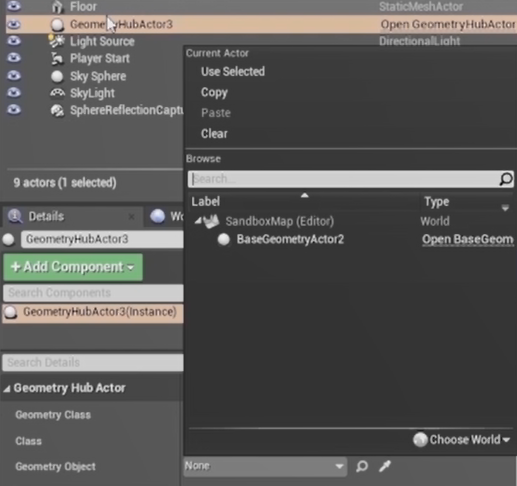 Floor StaticMeshActor
GeometryHubActor3 Open GeometryHubActor
Light Source DirectionalLight
Player Start
Sky Sphere
SkyLight
SphereReflectionCaptu
9 actors (1 selected)
Details
GeometryHubActor3
+ Add Component
Search Components
GeometryHubActor3(Instance)
Search Details
Geometry Hub Actor
Geometry Class
Class
Geometry Object
Current Actor
Use Selected
Copy
Paste
Clear
Browse
Search...
Label Type
SandboxMap (Editor) World
BaseGeometryActor2 Open BaseGeom
Choose World
None